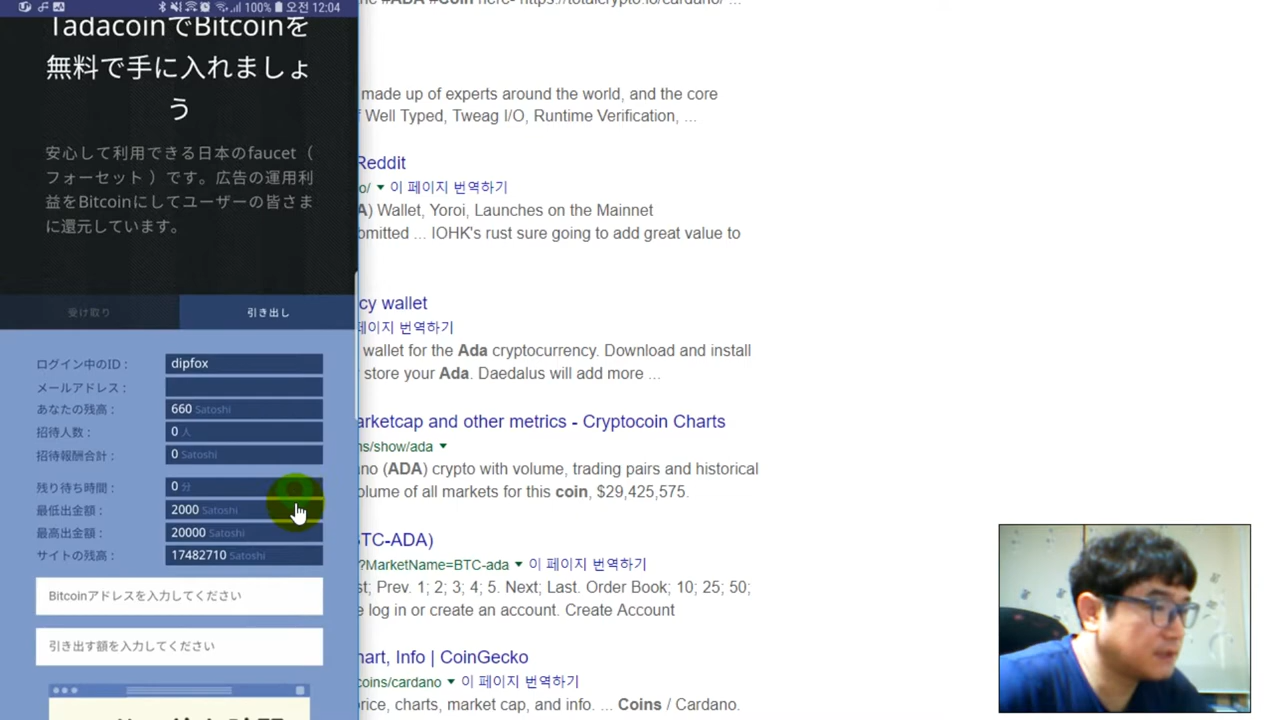 100% 오전 12:04
TadacoinでBitcoinを
無料で手に入れましょ
う
安心して利用できる日本のfaucet（
フォーセット ）です。広告の運用利
益をBitcoinにしてユーザーの皆さま
に還元しています。
受け取り 引き出し
ログイン中のID : dipfox
メールアドレス :
あなたの残高 : 660 Satoshi
招待人数 : 0 人
招待報酬合計 : 0 Satoshi
残り待ち時間 : 0 分
最低出金額 : 2000 Satoshi
最高出金額 : 20000 Satoshi
サイトの残高 : 17482710 Satoshi
Bitcoinアドレスを入力してください
引き出す額を入力してください
#ADA #Coin here- https://totalcrypto.io/cardano/ ...
made up of experts around the world, and the core
Well Typed, Tweag I/O, Runtime Verification, ...
Reddit
o/ 이 페이지 번역하기
A) Wallet, Yoroi, Launches on the Mainnet
bmitted ... IOHK's rust sure going to add great value to
cy wallet
페이지 번역하기
wallet for the Ada cryptocurrency. Download and install
store your Ada. Daedalus will add more ...
arketcap and other metrics - Cryptocoin Charts
ns/show/ada
no (ADA) crypto with volume, trading pairs and historical
olume of all markets for this coin, $29,425,575.
TC-ADA)
?MarketName=BTC-ada 이 페이지 번역하기
st; Prev. 1; 2; 3; 4; 5. Next; Last. Order Book; 10; 25; 50;
log in or create an account. Create Account
hart, Info | CoinGecko
coins/cardano 이 페이지 번역하기
rice, charts, market cap, and info. ... Coins / Cardano.